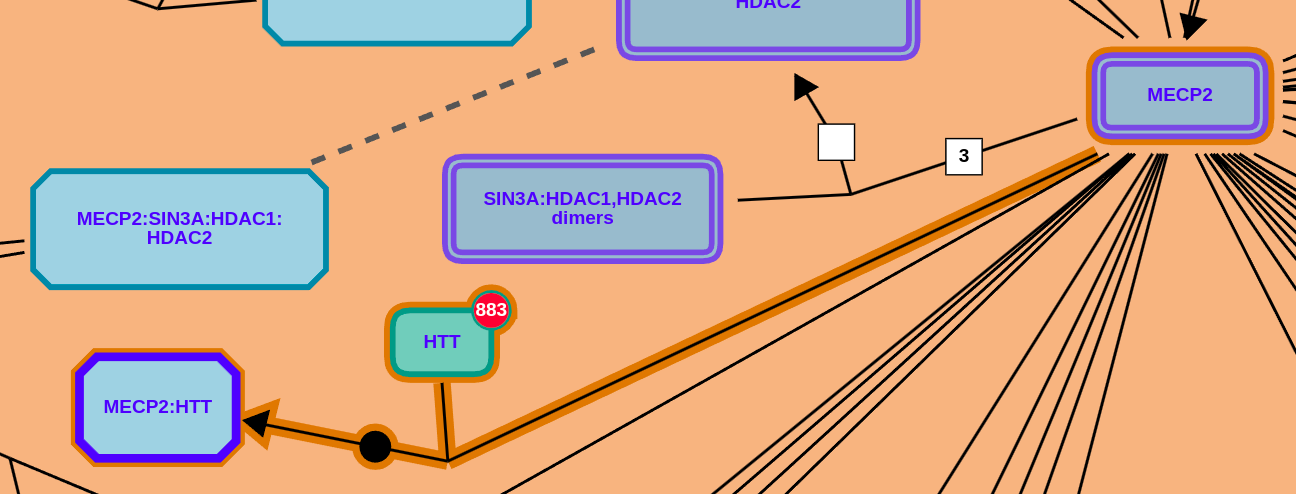 HDAC2
MECP2
3
SIN3A:HDAC1,HDAC2
dimers
MECP2:SIN3A:HDAC1:
HDAC2
883
HTT
MECP2:HTT